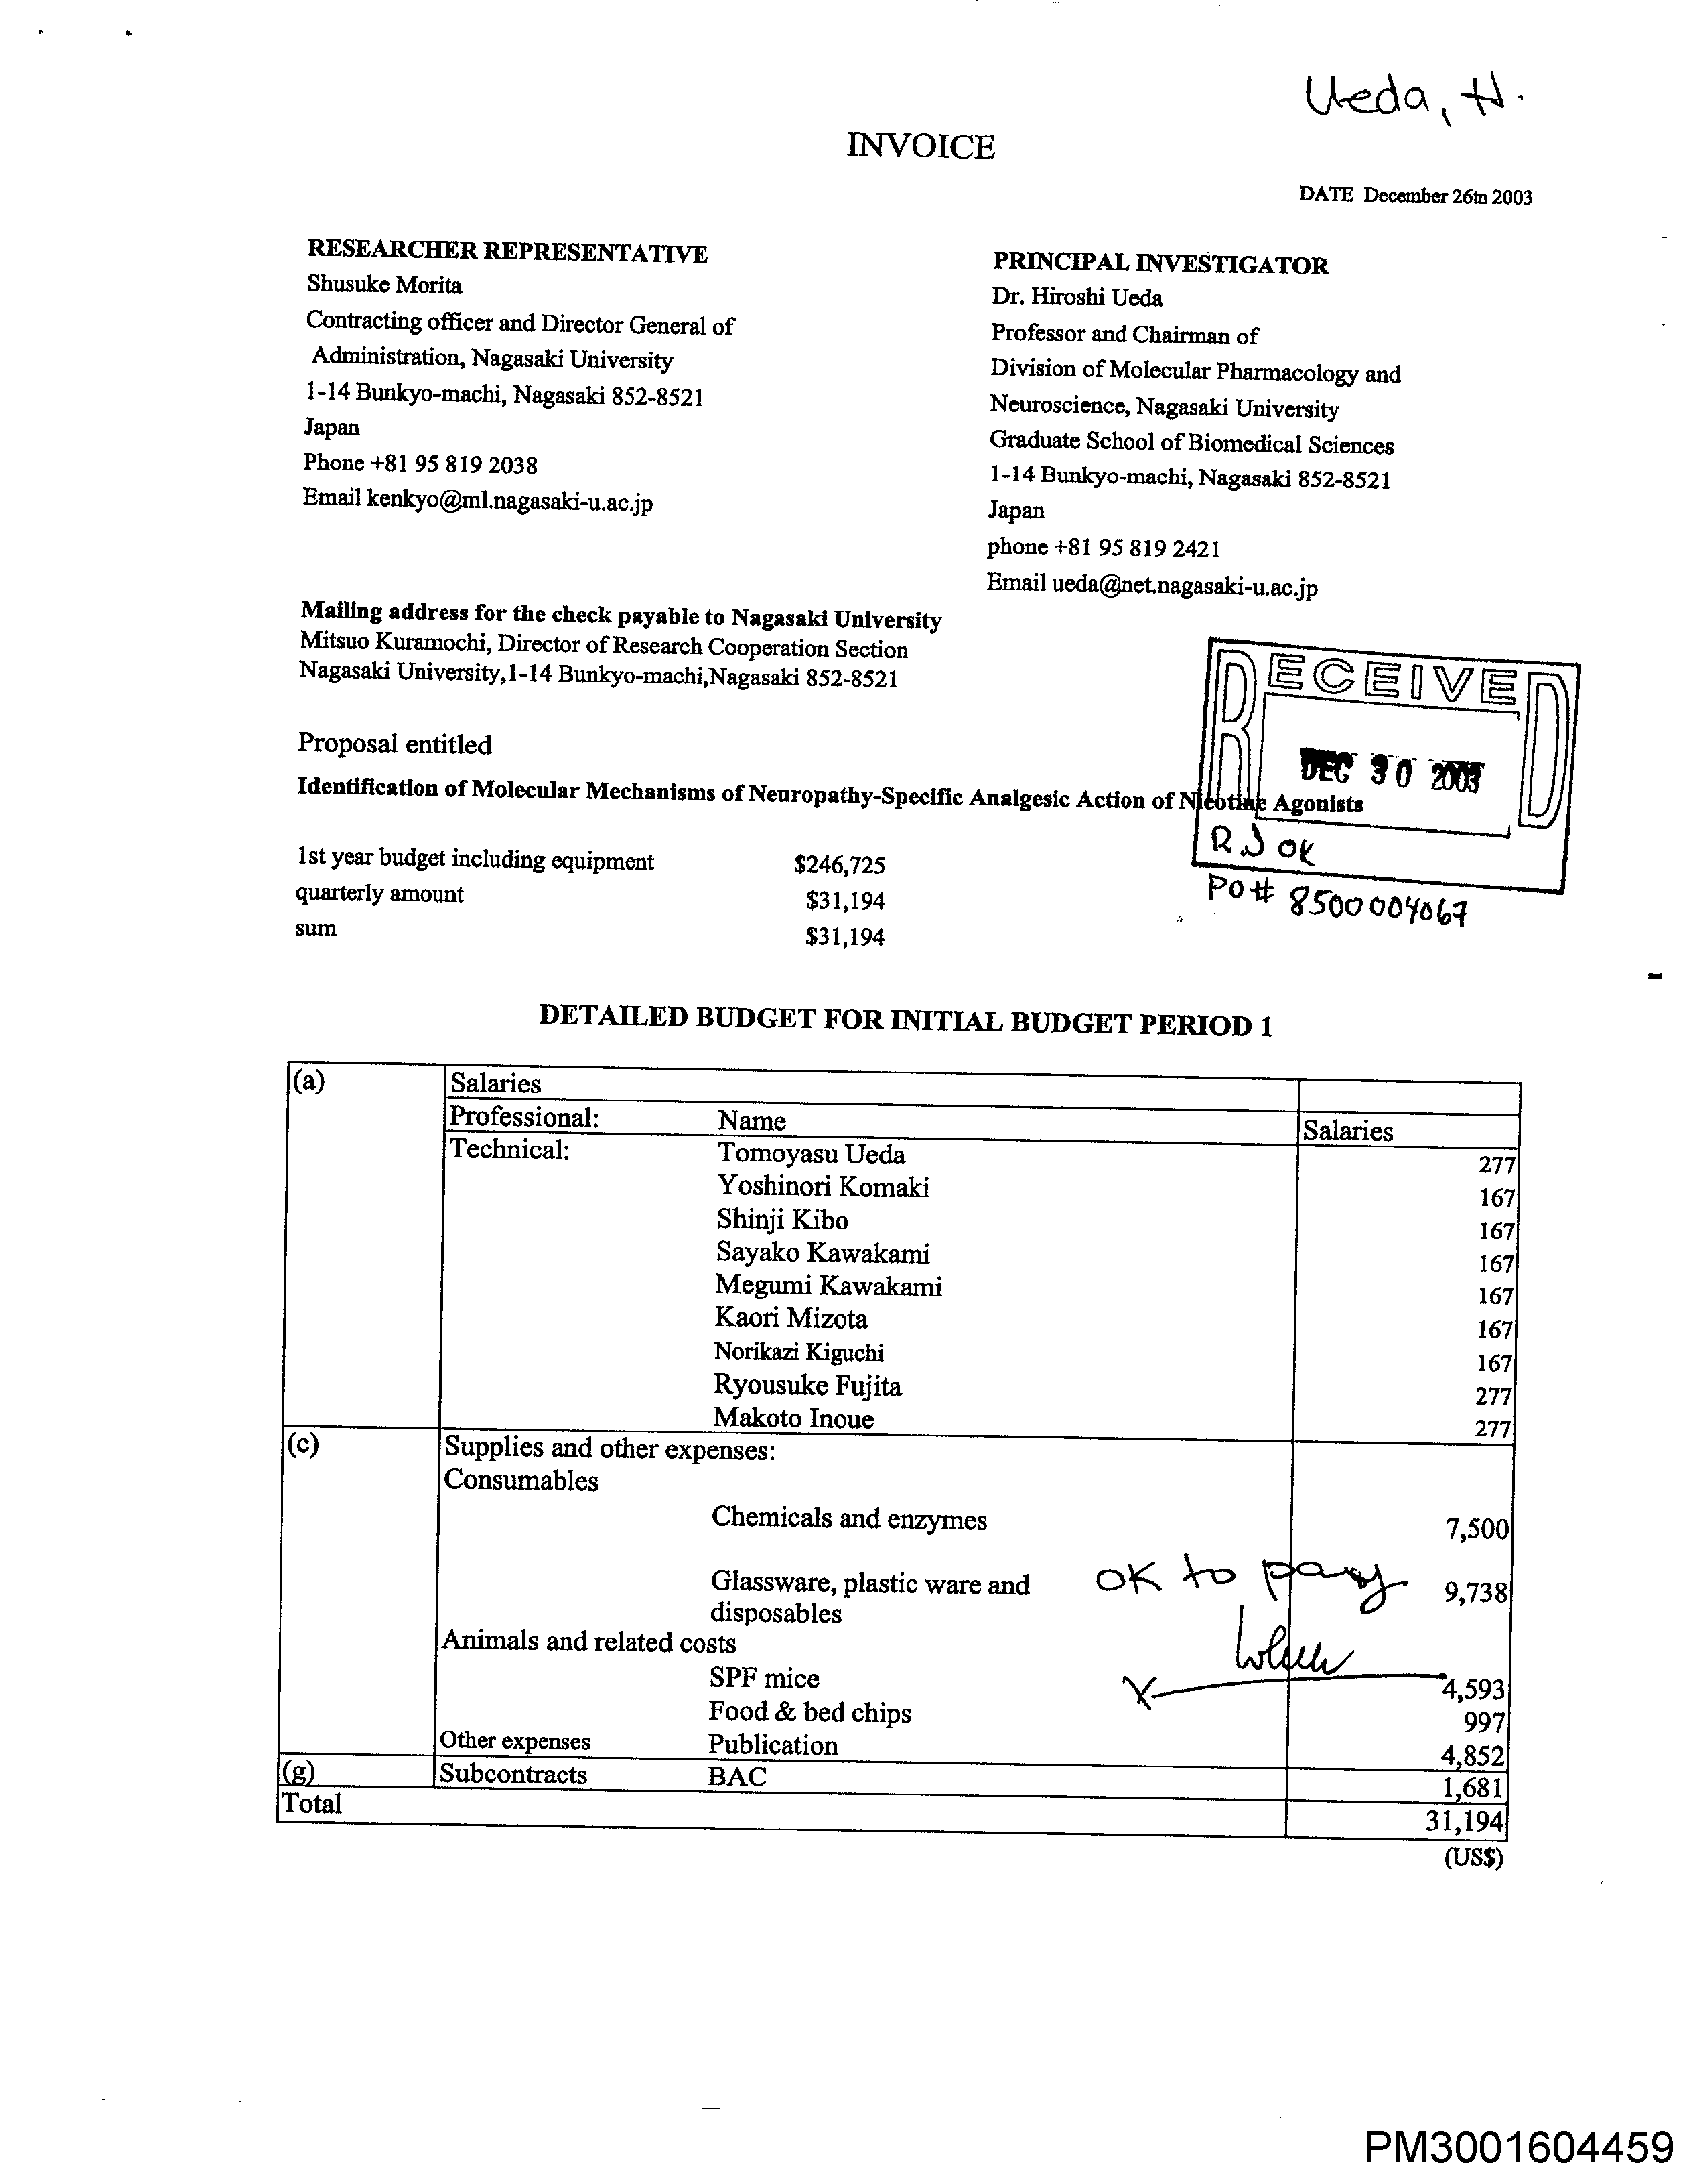 Ueda, H.
INVOICE
DATE December 26tn 2003
RESEARCHER REPRESENTATIVE
Shusuke Morita
Contracting officer and Director General of
Administration, Nagasaki University
1-14 Bunkyo-machi, Nagasaki 852-8521
Japan
Phone +81 95 819 2038
Email kenkyo@ml.nagasaki-u.ac.jp
PRINCIPAL INVESTIGATOR
Dr. Hiroshi Ueda
Professor and Chairman of
Division of Molecular Pharmacology and
Neuroscience, Nagasaki University
Graduate School of Biomedical Sciences
1-14 Bunkyo-machi, Nagasaki 852-8521
Japan
phone +81 95 819 2421
Email ueda@net.nagasaki-u.ac.jp
Mailing address for the check payable to Nagasaki University
Mitsuo Kuramochi, Director of Research Cooperation Section
Nagasaki University,1-14 Bunkyo-machi,Nagasaki 852-8521
RECEIVED
DEC 30 2003
RJ OK
PO# 8500004067
Proposal entitled
Identification of Molecular Mechanisms of Neuropathy-Specific Analgesic Action of Nicotine Agonists
1st year budget including equipment $246,725
quarterly amount $31,194
sum $31,194
DETAILED BUDGET FOR INITIAL BUDGET PERIOD 1
(a) Salaries
Professional: Name Salaries
Technical: Tomoyasu Ueda 277
Yoshinori Komaki 167
Shinji Kibo 167
Sayako Kawakami 167
Megumi Kawakami 167
Kaori Mizota 167
Norikazi Kiguchi 167
Ryousuke Fujita 277
Makoto Inoue 277
(c) Supplies and other expenses:
Consumables
Chemicals and enzymes 7,500
Glassware, plastic ware and 9,738
disposables
OK to pay
Animals and related costs
SPF mice 4,593
X
Food & bed chips 997
Other expenses Publication 4,852
(g) Subcontracts BAC 1,681
Total 31,194
(US$)
PM3001604459